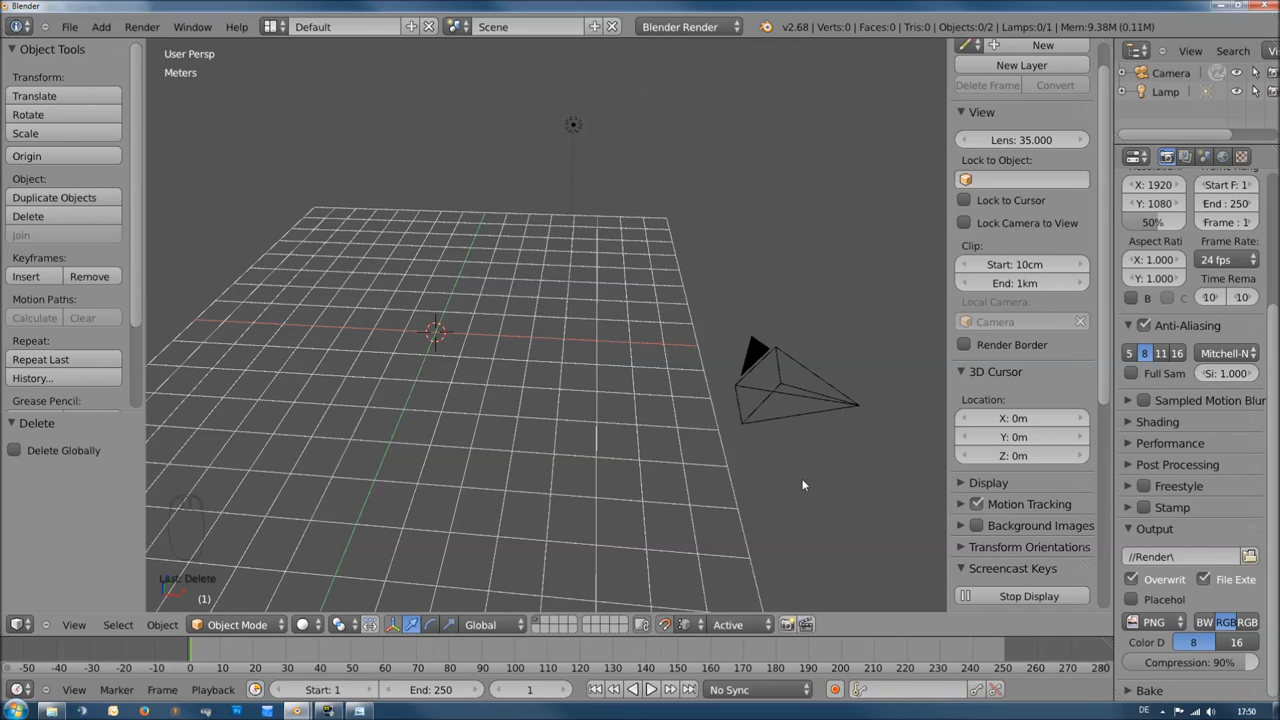 Blender
File Add Render Window Help Default Scene Blender Render v2.68 | Verts:0 | Faces:0 | Tris:0 | Objects:0/2 | Lamps:0/1 | Mem:9.38M (0.11M)
Object Tools
Transform:
Translate
Rotate
Scale
Origin
Object:
Duplicate Objects
Delete
Join
Keyframes:
Insert Remove
Motion Paths:
Calculate Clear
Repeat:
Repeat Last
History...
Grease Pencil:
Delete
Delete Globally
User Persp
Meters
Last: Delete
(1)
New
New Layer
Delete Frame Convert
View
Lens: 35.000
Lock to Object:
Lock to Cursor
Lock Camera to View
Clip:
Start: 10cm
End: 1km
Local Camera:
Camera
Render Border
3D Cursor
Location:
X: 0m
Y: 0m
Z: 0m
Display
Motion Tracking
Background Images
Transform Orientations
Screencast Keys
Stop Display
View Search
Camera
Lamp
X: 1920 Start F: 1
Y: 1080 End : 250
50% Frame : 1
Aspect Rati Frame Rate:
X: 1.000 24 fps
Y: 1.000 Time Rema
B C 10 10
Anti-Aliasing
5 8 11 16 Mitchell-N
Full Sam Si: 1.000
Sampled Motion Blur
Shading
Performance
Post Processing
Freestyle
Stamp
Output
//Render\
Overwrit File Exte
Placehol
PNG BW RGB RGB
Color D 8 16
Compression: 90%
Bake
View Select Object Object Mode Global Active
-50 -40 -30 -20 -10 0 10 20 30 40 50 60 70 80 90 100 110 120 130 140 150 160 170 180 190 200 210 220 230 240 250 260 270 280
View Marker Frame Playback Start: 1 End: 250 1 No Sync
DE 17:50